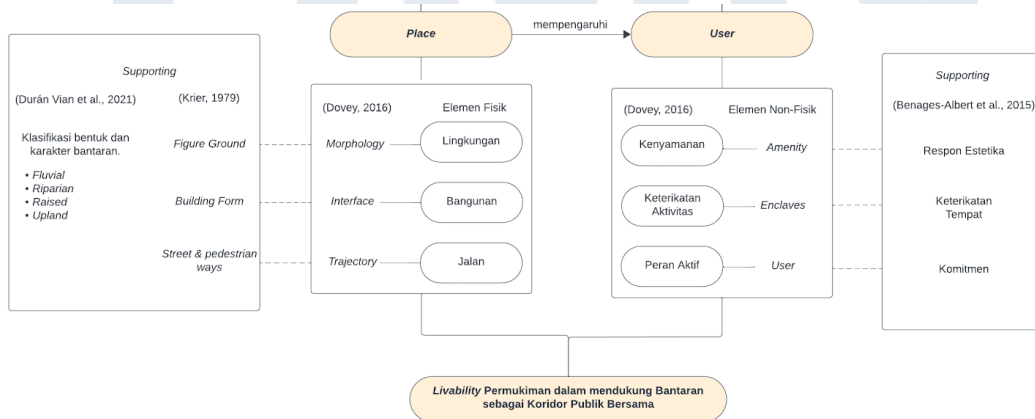 Place
mempengaruhi
User
Supporting
(Durán Vian et al., 2021)
(Krier, 1979)
Klasifikasi bentuk dan
karakter bantaran.
• Fluvial
• Riparian
• Raised
• Upland
Figure Ground
Building Form
Street & pedestrian
ways
(Dovey, 2016)
Elemen Fisik
Morphology
Lingkungan
Interface
Bangunan
Trajectory
Jalan
(Dovey, 2016)
Elemen Non-Fisik
Kenyamanan
Amenity
Keterikatan
Aktivitas
Enclaves
Peran Aktif
User
Supporting
(Benages-Albert et al., 2015)
Respon Estetika
Keterikatan
Tempat
Komitmen
Livability Permukiman dalam mendukung Bantaran
sebagai Koridor Publik Bersama